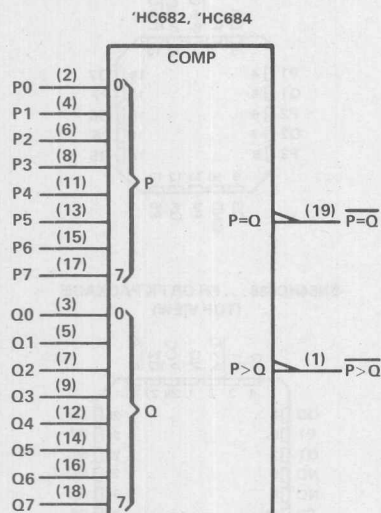 'HC682, 'HC684
COMP
P0 (2) 0
P1 (4)
P2 (6)
P3 (8)
P4 (11)
P5 (13)
P6 (15)
P7 (17) 7
P
P=Q (19) P=Q
Q0 (3) 0
Q1 (5)
Q2 (7)
Q3 (9)
Q4 (12)
Q5 (14)
Q6 (16)
Q7 (18) 7
Q
P>Q (1) P>Q